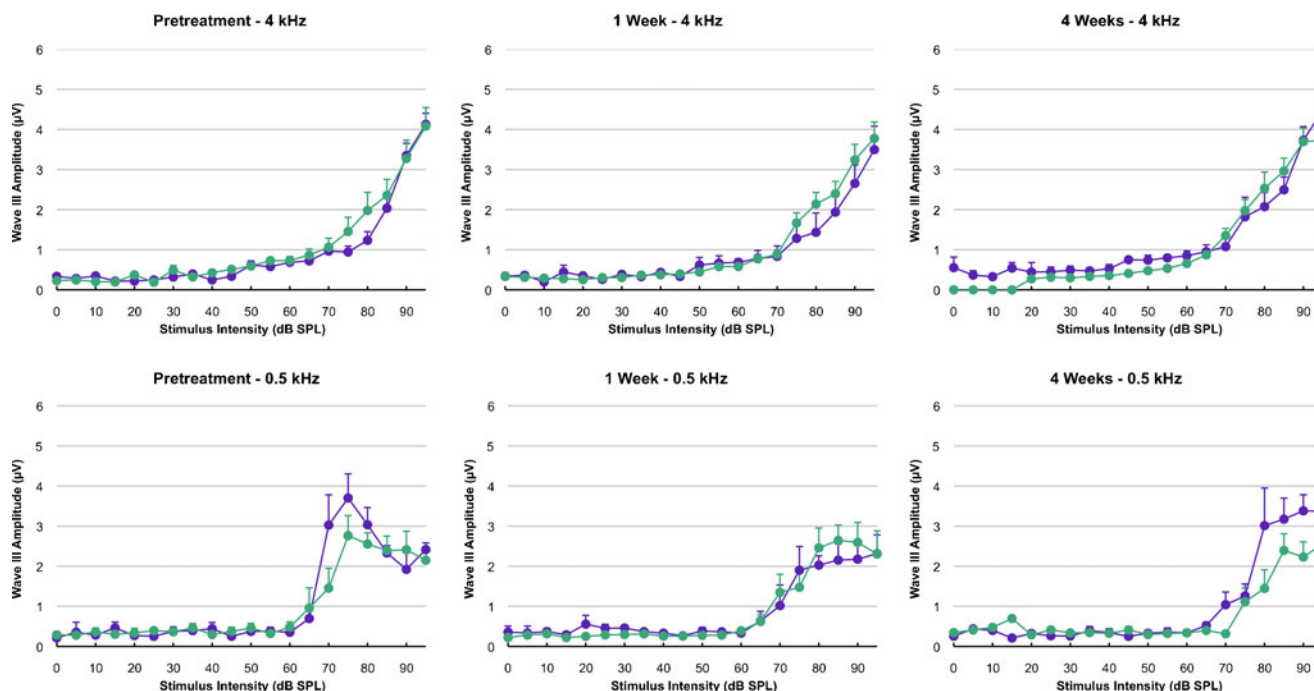 Pretreatment - 4 kHz
Wave III Amplitude (µV)
6
5
4
3
2
1
0
0 10 20 30 40 50 60 70 80 90
Stimulus Intensity (dB SPL)
1 Week - 4 kHz
Wave III Amplitude (µV)
6
5
4
3
2
1
0
0 10 20 30 40 50 60 70 80 90
Stimulus Intensity (dB SPL)
4 Weeks - 4 kHz
Wave III Amplitude (µV)
6
5
4
3
2
1
0
0 10 20 30 40 50 60 70 80 90
Stimulus Intensity (dB SPL)
Pretreatment - 0.5 kHz
Wave III Amplitude (µV)
6
5
4
3
2
1
0
0 10 20 30 40 50 60 70 80 90
Stimulus Intensity (dB SPL)
1 Week - 0.5 kHz
Wave III Amplitude (µV)
6
5
4
3
2
1
0
0 10 20 30 40 50 60 70 80 90
Stimulus Intensity (dB SPL)
4 Weeks - 0.5 kHz
Wave III Amplitude (µV)
6
5
4
3
2
1
0
0 10 20 30 40 50 60 70 80 90
Stimulus Intensity (dB SPL)